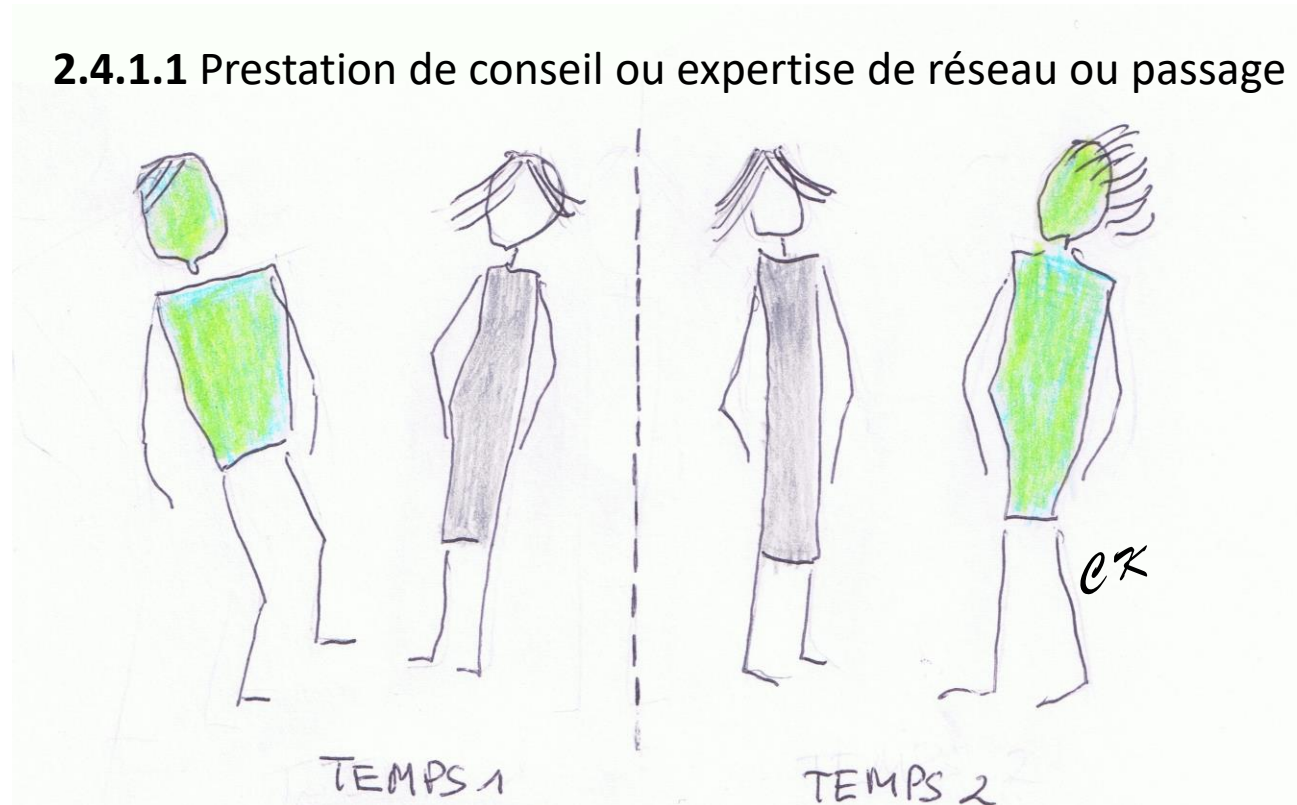 2.4.1.1 Prestation de conseil ou expertise de réseau ou passage
CK
TEMPS 1
TEMPS 2